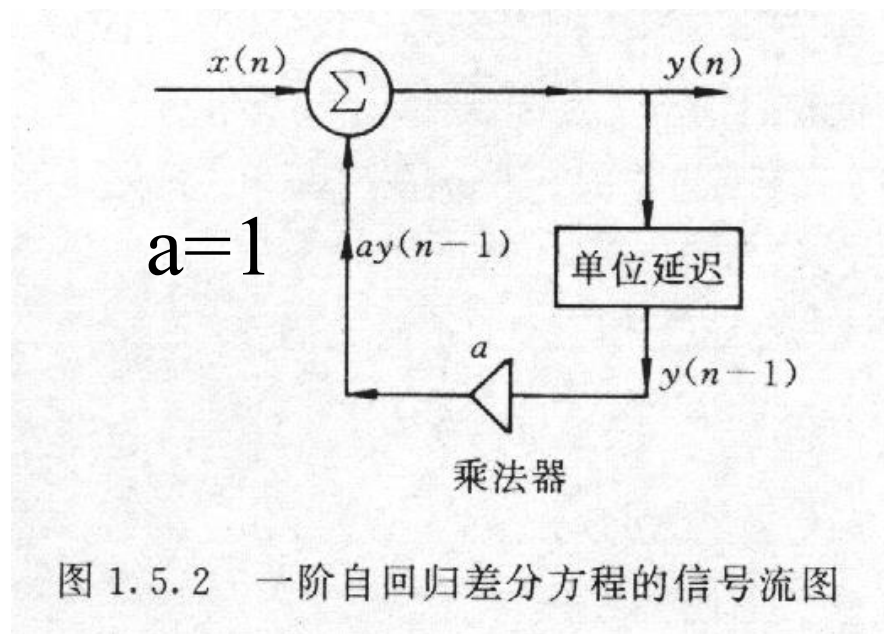 x(n)
Σ
y(n)
a=1
ay(n−1)
单位延迟
a
y(n−1)
乘法器
图 1.5.2 一阶自回归差分方程的信号流图